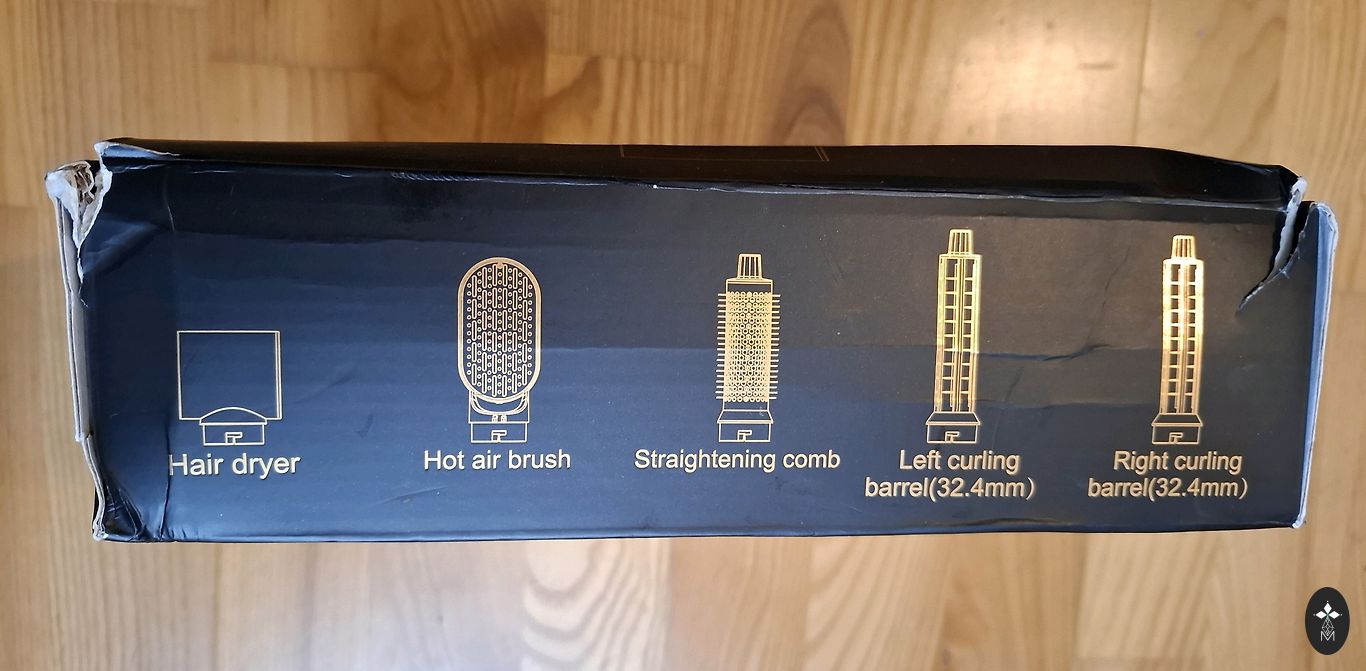 Hair dryer
Hot air brush
Straightening comb
Left curling
barrel(32.4mm)
Right curling
barrel(32.4mm)
M